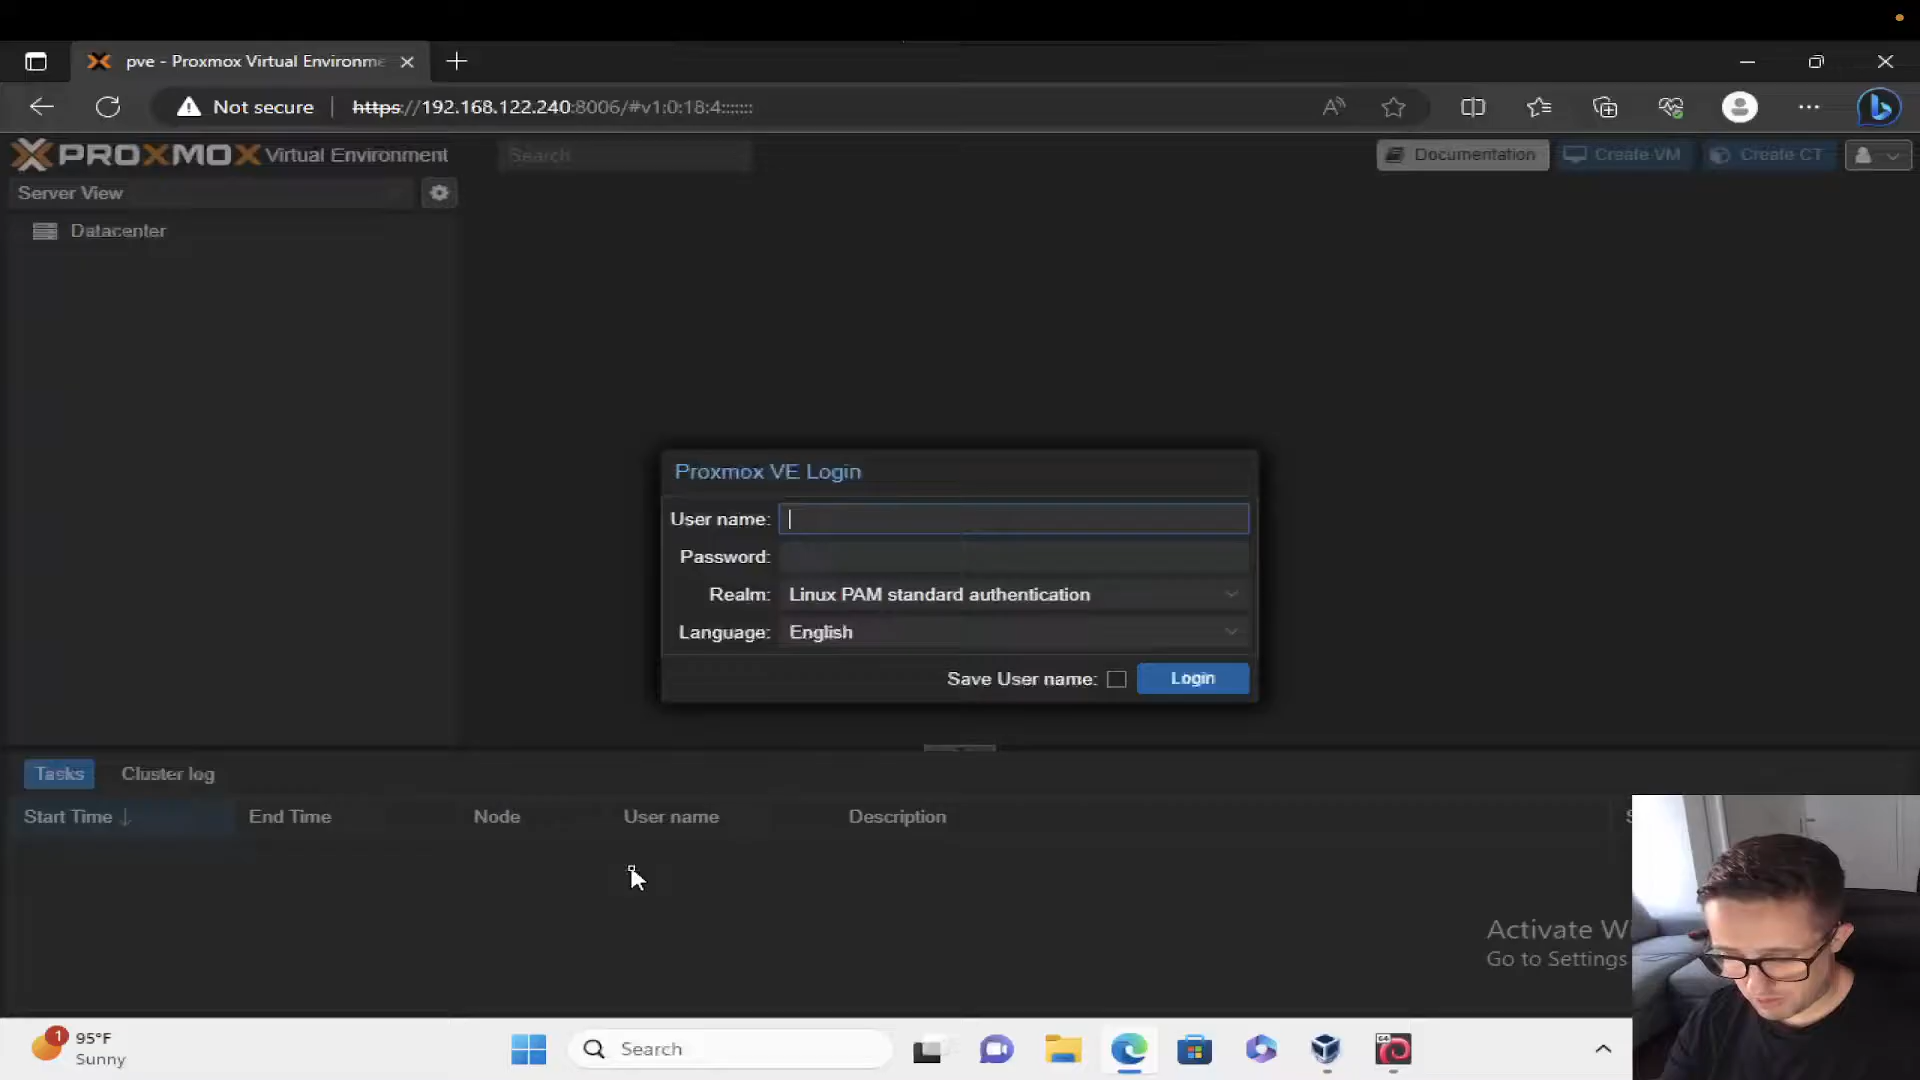 pve - Proxmox Virtual Environme
Not secure https://192.168.122.240:8006/#v1:0:18:4:::::::
PROXMOX Virtual Environment Search Documentation Create VM Create CT
Server View
Datacenter
Proxmox VE Login
User name:
Password:
Realm: Linux PAM standard authentication
Language: English
Save User name: Login
Tasks Cluster log
Start Time End Time Node User name Description
Activate W
Go to Settings
1 95°F
Sunny
Search